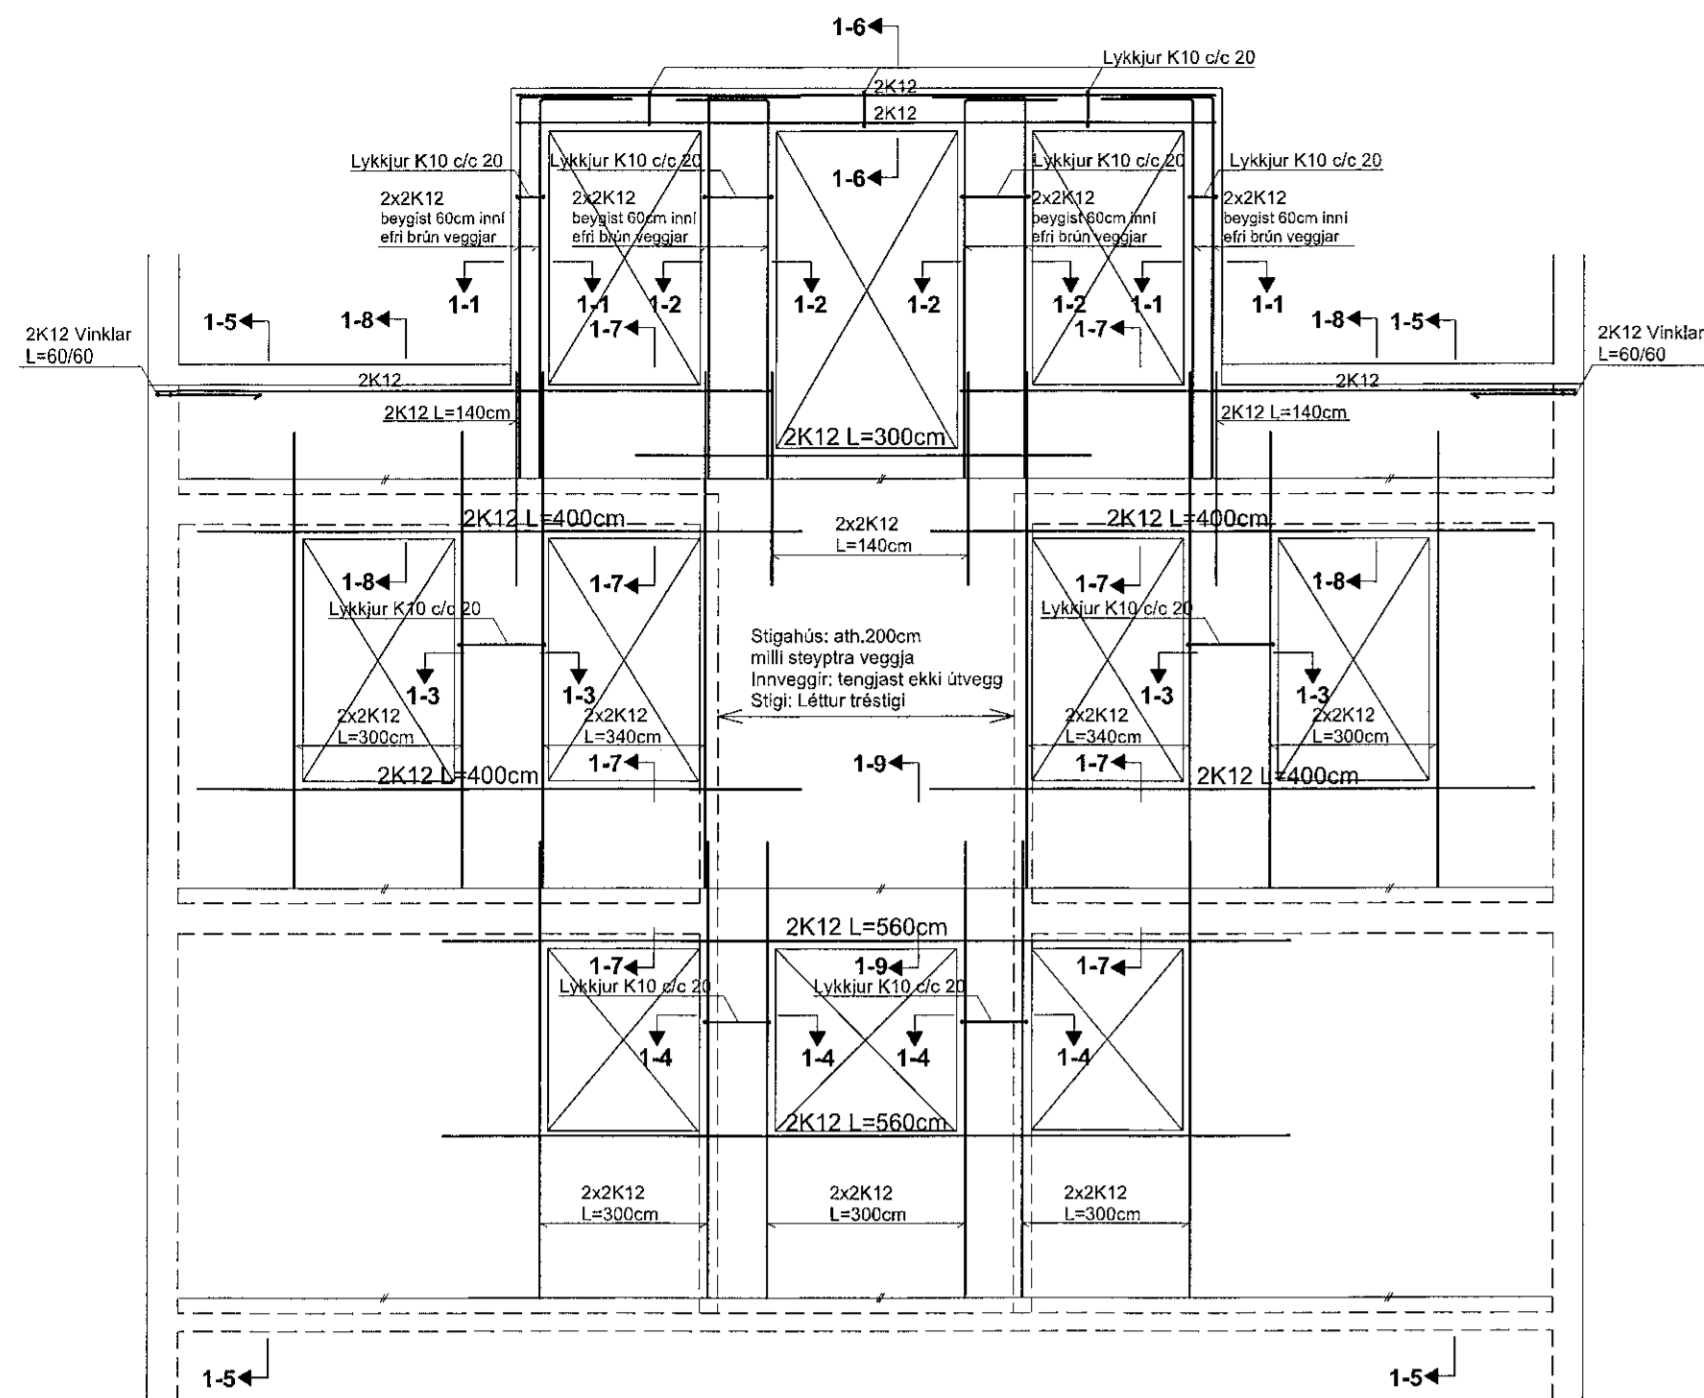 1-6
Lykkjur K10 c/c 20
2K12
2K12
Lykkjur K10 c/c 20
Lykkjur K10 c/c 20
1-6
Lykkjur K10 c/c 20
Lykkjur K10 c/c 20
2x2K12
beygist 60cm inní
efri brún veggjar
2x2K12
beygist 60cm inní
efri brún veggjar
2x2K12
beygist 60cm inní
efri brún veggjar
2x2K12
beygist 60cm inní
efri brún veggjar
1-1
1-1
1-2
1-2
1-2
1-2
1-1
1-1
1-5
1-8
1-7
1-7
1-8
1-5
2K12 Vinklar
L=60/60
2K12 Vinklar
L=60/60
2K12
2K12
2K12 L=140cm
2K12 L=140cm
2K12 L=300cm
2K12 L=400cm
2x2K12
L=140cm
2K12 L=400cm
1-8
1-7
1-7
1-8
Lykkjur K10 c/c 20
Lykkjur K10 c/c 20
Stigahús: ath.200cm
milli steyptra veggja
Innveggir: tengjast ekki útvegg
Stigi: Léttur tréstigi
1-3
1-3
1-3
1-3
2x2K12
L=300cm
2x2K12
L=340cm
2x2K12
L=340cm
2x2K12
L=300cm
2K12 L=400cm
1-7
1-9
1-7
2K12 L=400cm
2K12 L=560cm
1-7
1-9
1-7
Lykkjur K10 c/c 20
Lykkjur K10 c/c 20
1-4
1-4
1-4
1-4
2K12 L=560cm
2x2K12
L=300cm
2x2K12
L=300cm
2x2K12
L=300cm
1-5
1-5